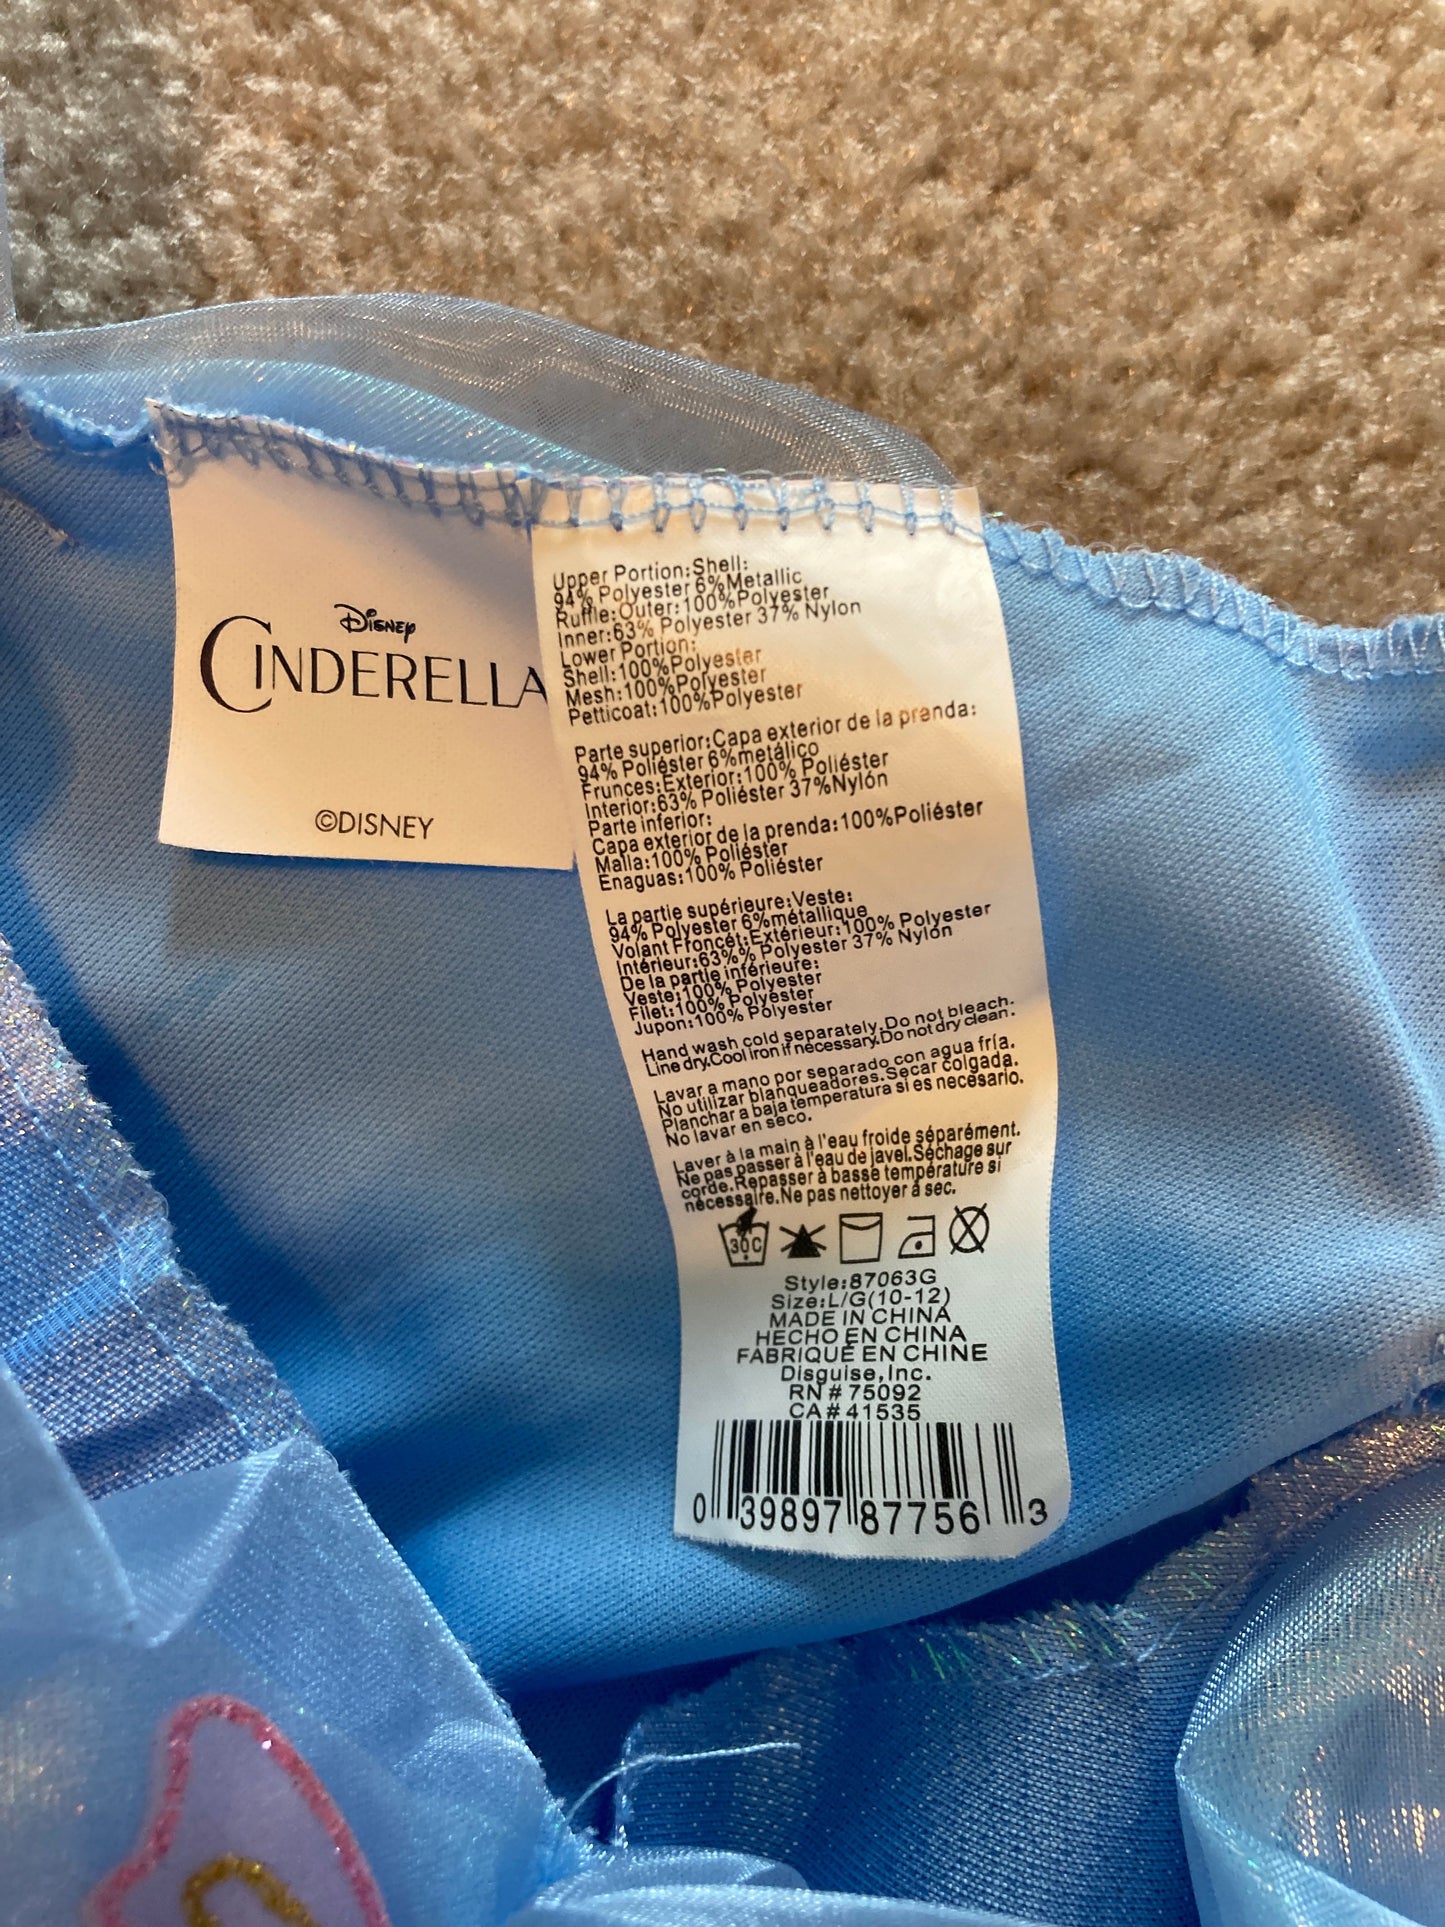 Disney
CINDERELLA
©DISNEY
Upper Portion:Shell:
94% Polyester 6%Metallic
Ruffle:Outer:100%Polyester
Inner:63% Polyester 37% Nylon
Lower Portion:
Shell:100%Polyester
Mesh:100%Polyester
Petticoat:100%Polyester
Parte superior:Capa exterior de la prenda:
94% Poliéster 6%metálico
Frunces:Exterior:100% Poliéster
Interior:63% Poliéster 37%Nylón
Parte inferior:
Capa exterior de la prenda:100%Poliéster
Malla:100% Poliéster
Enaguas:100% Poliéster
La partie supérieure:Veste:
94% Polyester 6%métallique
Volant Froncét:Extérieur:100% Polyester
Intérieur:63%% Polyester 37% Nylón
De la partie inférieure:
Veste:100% Polyester
Filet:100% Polyester
Jupon:100% Polyester
Hand wash cold separately.Do not bleach.
Line dry.Cool iron if necessary.Do not dry clean.
Lavar a mano por separado con agua fría.
No utilizar blanqueadores.Secar colgada.
Planchar a baja temperatura si es necesario.
No lavar en seco.
Laver à la main à l'eau froide séparément.
Ne pas passer à l'eau de javel.Séchage sur
corde.Repasser à basse température si
nécessaire.Ne pas nettoyer à sec.
30C
Style:87063G
Size:L/G(10-12)
MADE IN CHINA
HECHO EN CHINA
FABRIQUÉ EN CHINE
Disguise,Inc.
RN#75092
CA#41535
0 39897 87756 3